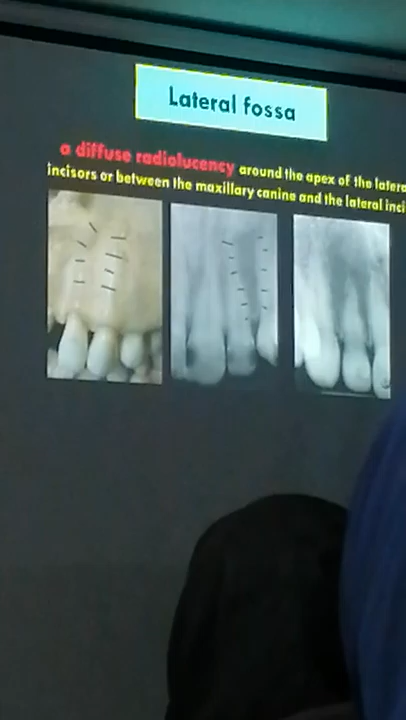 Lateral fossa
a diffuse radiolucency around the apex of the
incisors or between the maxillary canine and the lateral